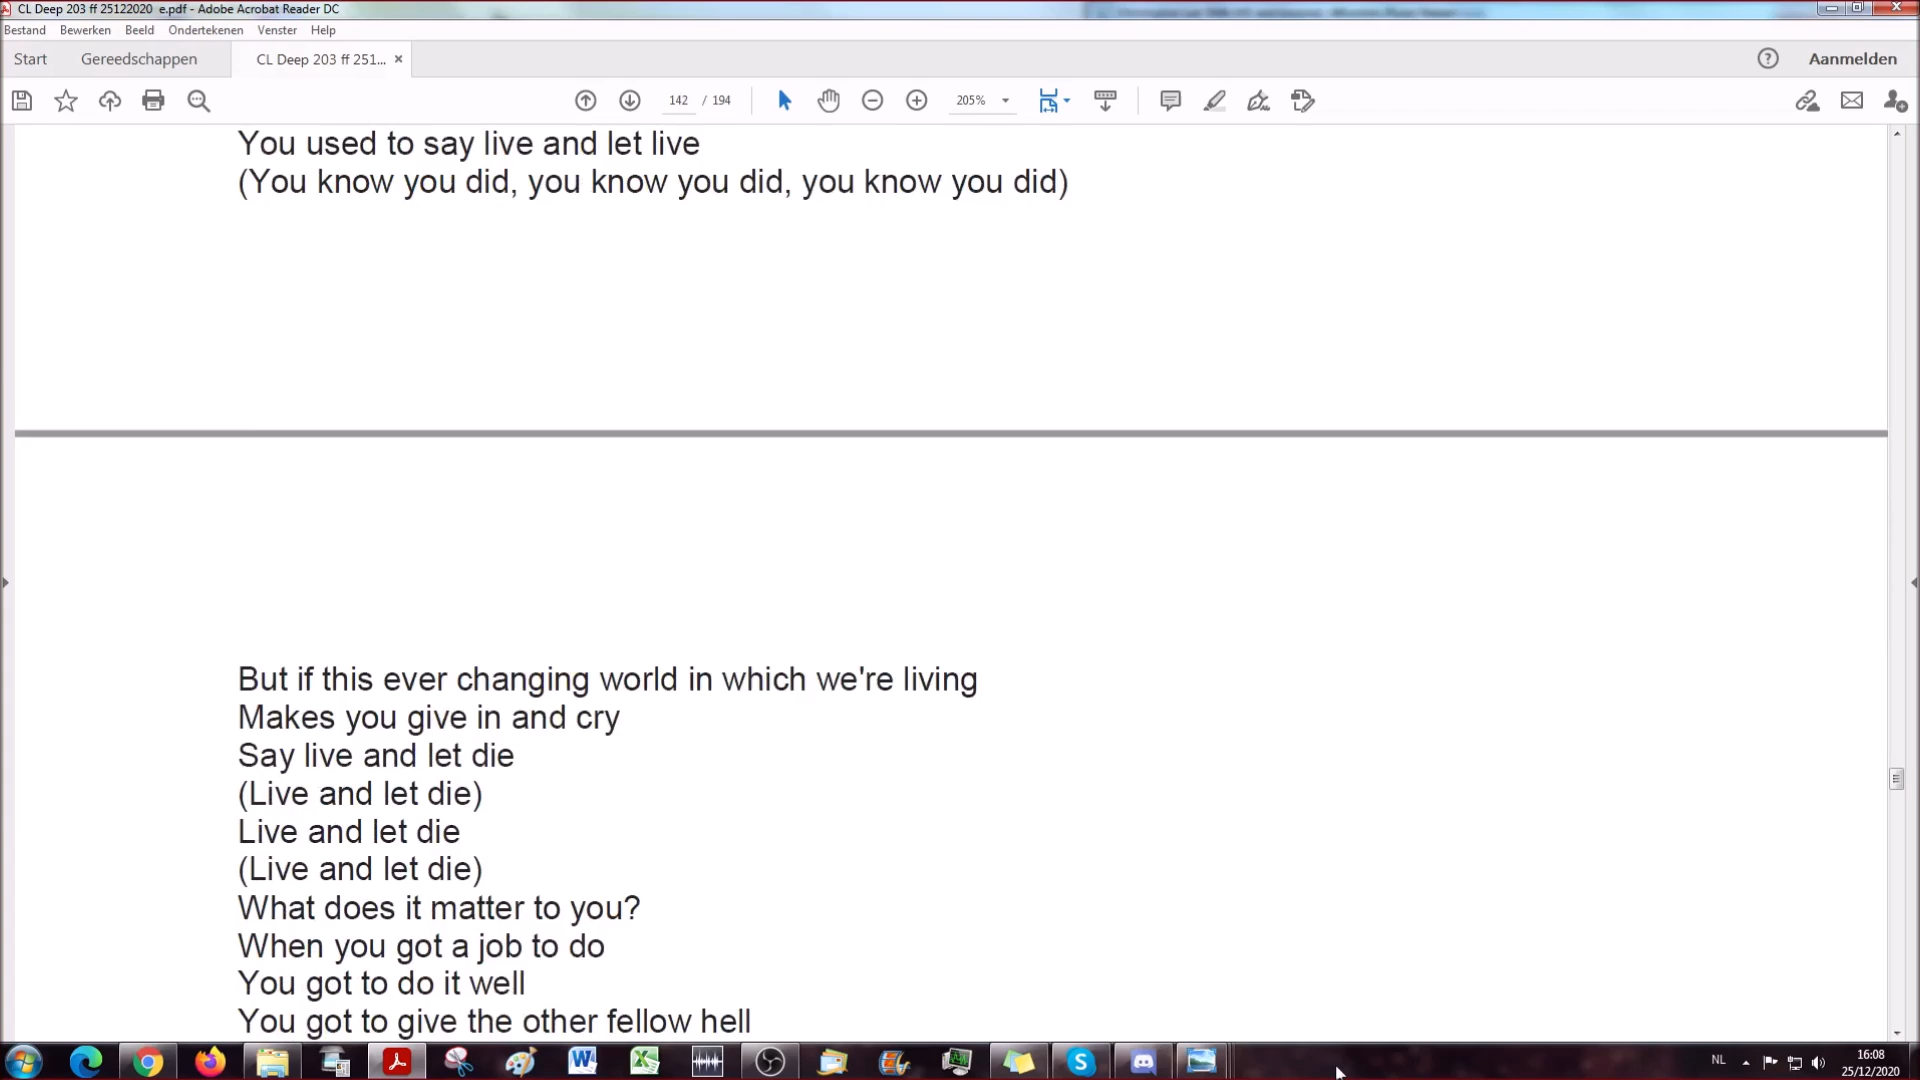 CL Deep 203 ff 25122020  e.pdf - Adobe Acrobat Reader DC
Bestand Bewerken Beeld Ondertekenen Venster Help
Start Gereedschappen CL Deep 203 ff 251... × Aanmelden
142 / 194 205%
You used to say live and let live
(You know you did, you know you did, you know you did)
But if this ever changing world in which we're living
Makes you give in and cry
Say live and let die
(Live and let die)
Live and let die
(Live and let die)
What does it matter to you?
When you got a job to do
You got to do it well
You got to give the other fellow hell
NL 16:08
25/12/2020